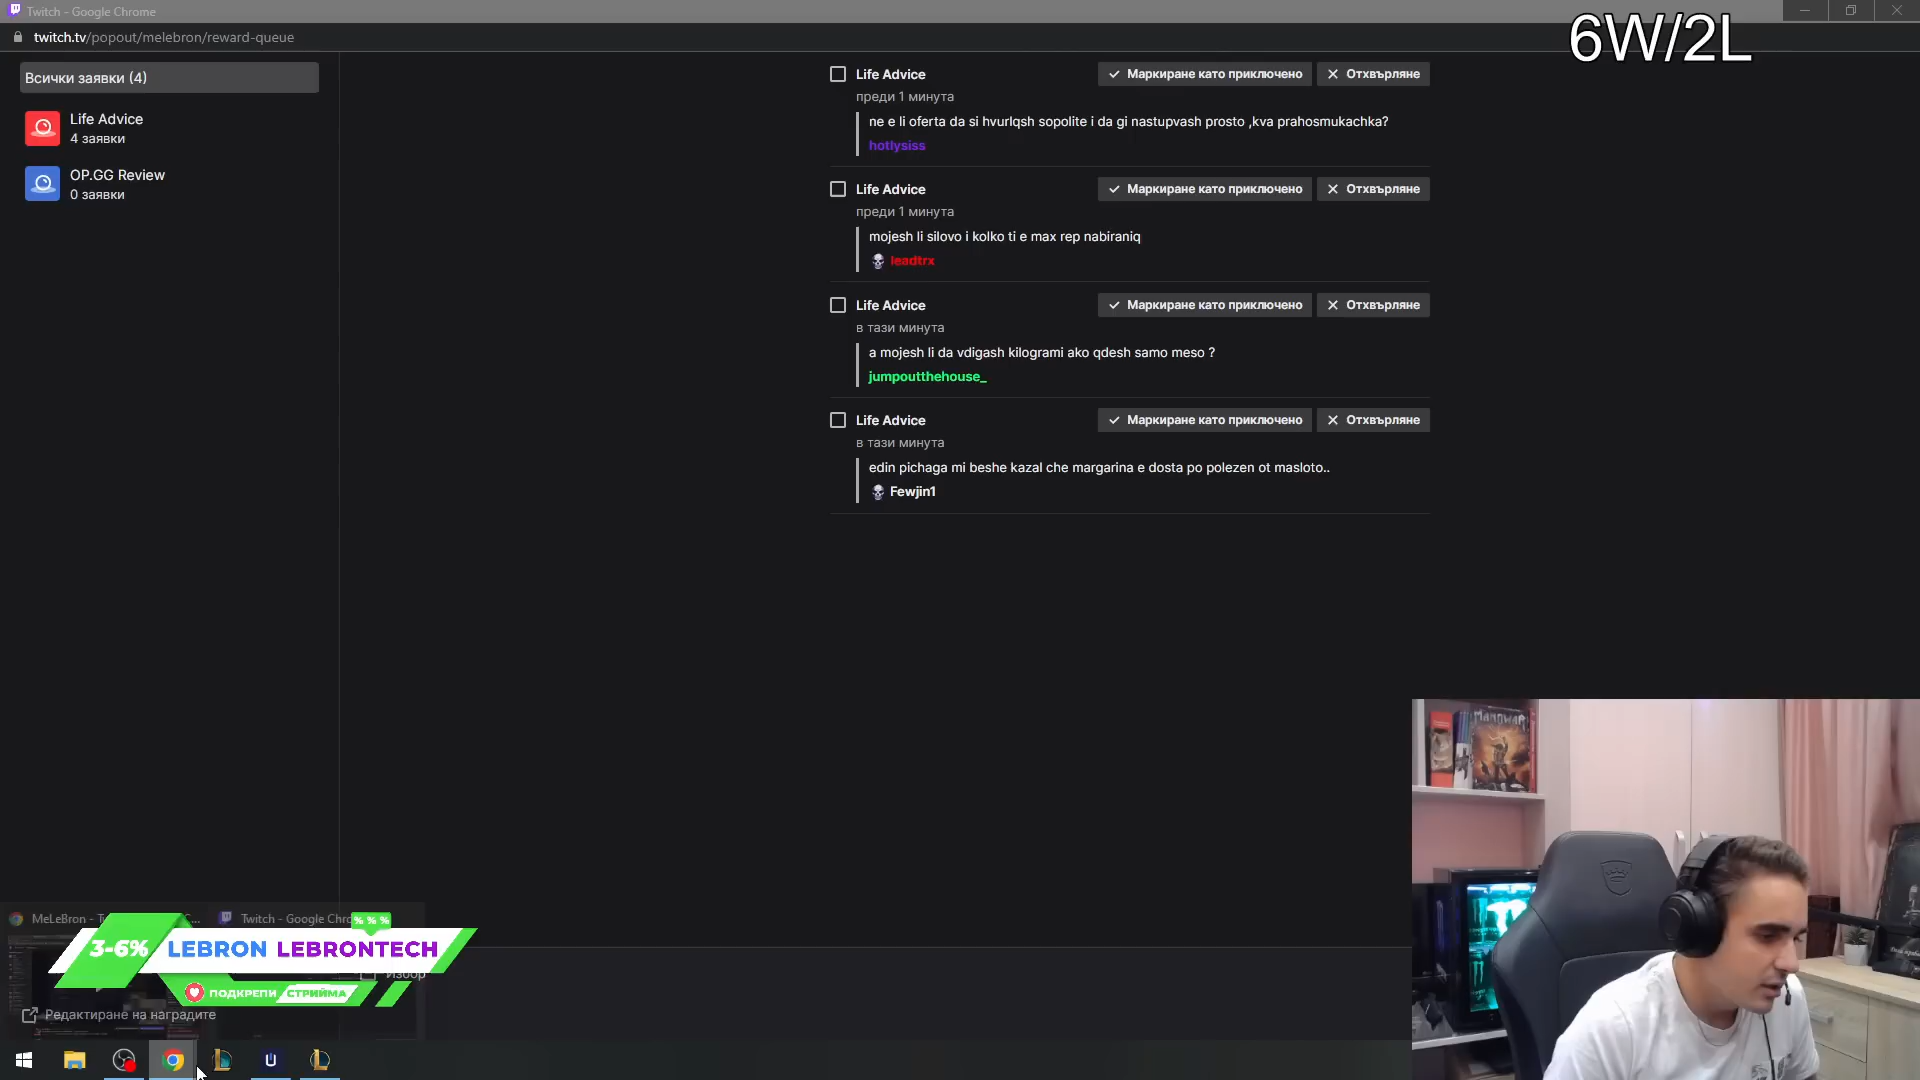 Twitch - Google Chrome
twitch.tv/popout/melebron/reward-queue
6W/2L
Всички заявки (4)
Life Advice
4 заявки
OP.GG Review
0 заявки
Life Advice
Маркиране като приключено
Отхвърляне
преди 1 минута
ne e li oferta da si hvurlqsh sopolite i da gi nastupvash prosto ,kva prahosmukachka?
hotlysiss
Life Advice
Маркиране като приключено
Отхвърляне
преди 1 минута
mojesh li silovo i kolko ti e max rep nabiraniq
leadtrx
Life Advice
Маркиране като приключено
Отхвърляне
в тази минута
a mojesh li da vdigash kilogrami ako qdesh samo meso ?
jumpoutthehouse_
Life Advice
Маркиране като приключено
Отхвърляне
в тази минута
edin pichaga mi beshe kazal che margarina e dosta po polezen ot masloto..
Fewjin1
MANOWAR
MeLeBron - T
Twitch - Google Chro
% % %
3-6% LEBRON LEBRONTECH
Избор
ПОДКРЕПИ СТРИЙМА
Редактиране на наградите